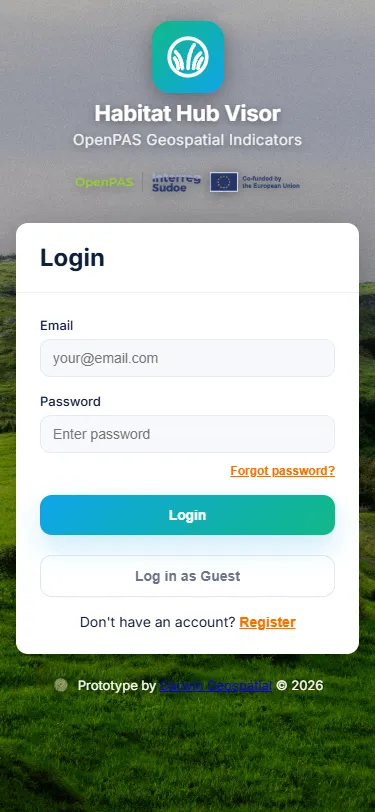 Habitat Hub Visor
OpenPAS Geospatial Indicators
OpenPAS
Interreg
Sudoe
Co-funded by
the European Union
Login
Email
your@email.com
Password
Enter password
Forgot password?
Login
Log in as Guest
Don't have an account? Register
Prototype by Geospatial © 2026